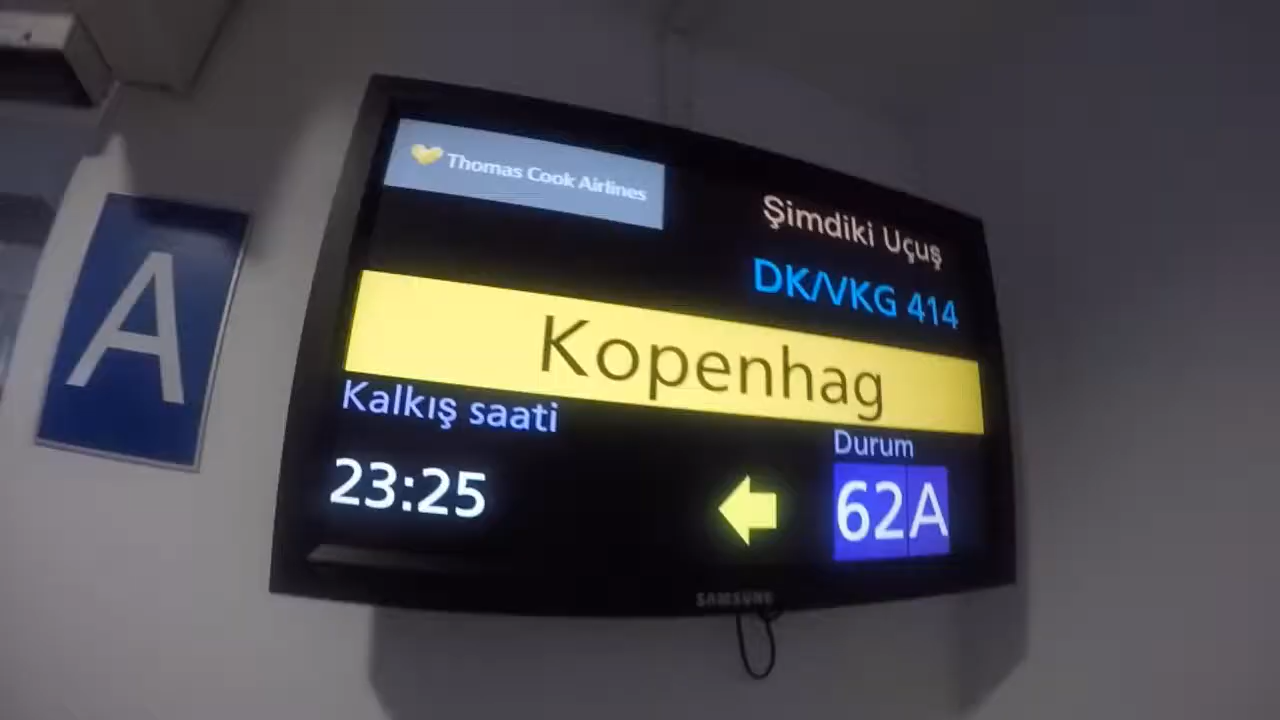 A
Thomas Cook Airlines
Şimdiki Uçuş
DK/VKG 414
Kopenhag
Kalkış saati
Durum
23:25
62A
SAMSUNG